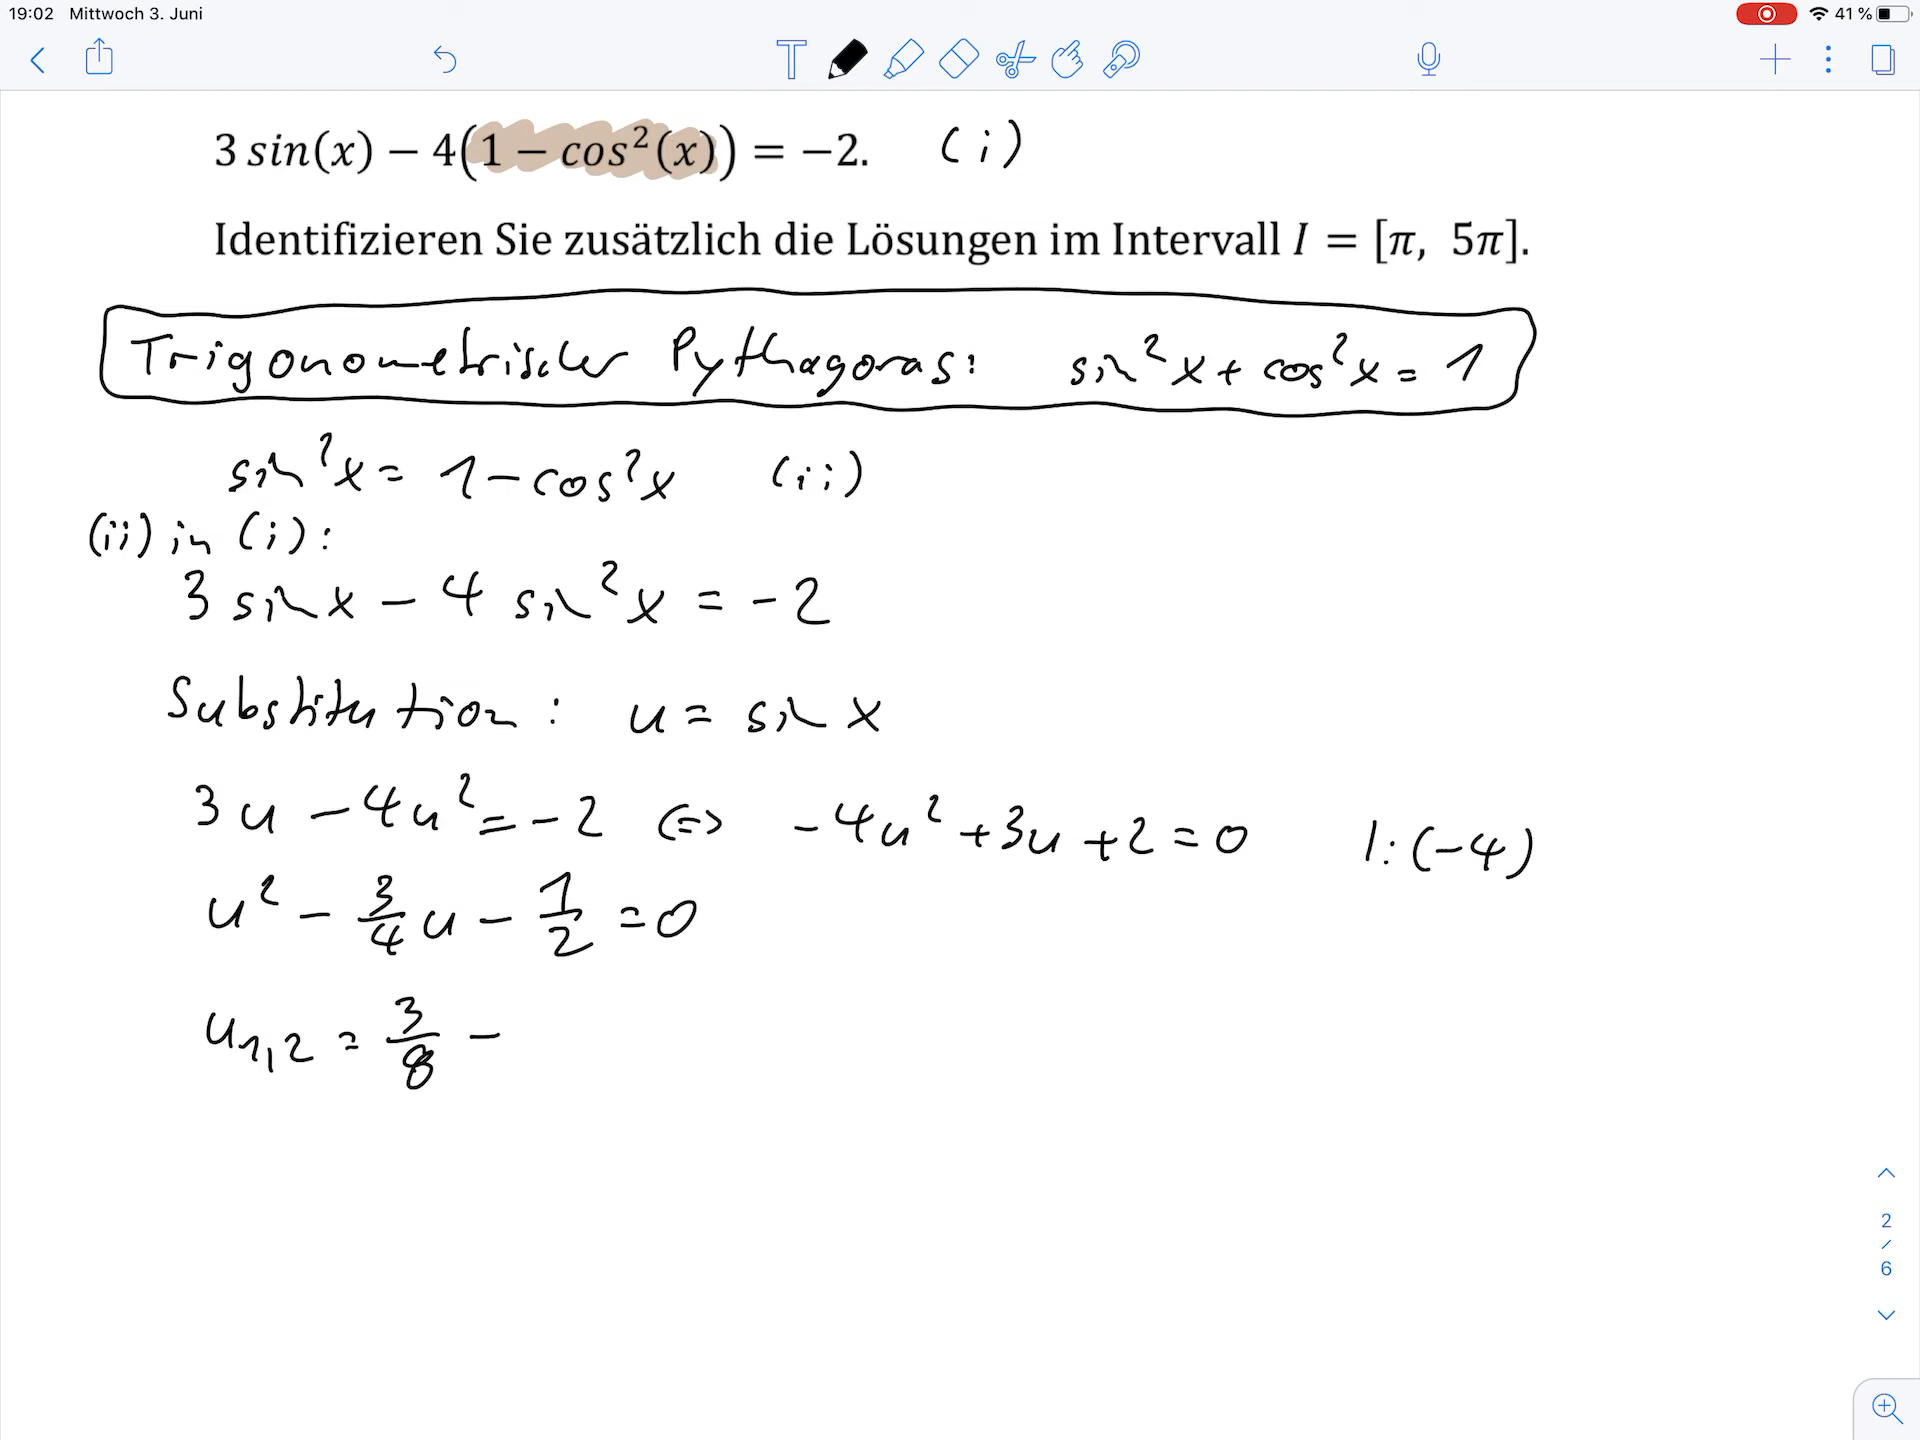 19:02 Mittwoch 3. Juni 41 %
3 sin(x) − 4(1 − cos²(x)) = −2. (i)
Identifizieren Sie zusätzlich die Lösungen im Intervall I = [π, 5π].
Trigonometrischer Pythagoras: sin²x + cos²x = 1
sin²x = 1 − cos²x (ii)
(ii) in (i):
3 sin x − 4 sin²x = −2
Substitution: u = sin x
3u − 4u² = −2 <=> −4u² + 3u + 2 = 0 |:(−4)
u² − 3/4 u − 1/2 = 0
u₁,₂ = 3/8 −
2
/
6